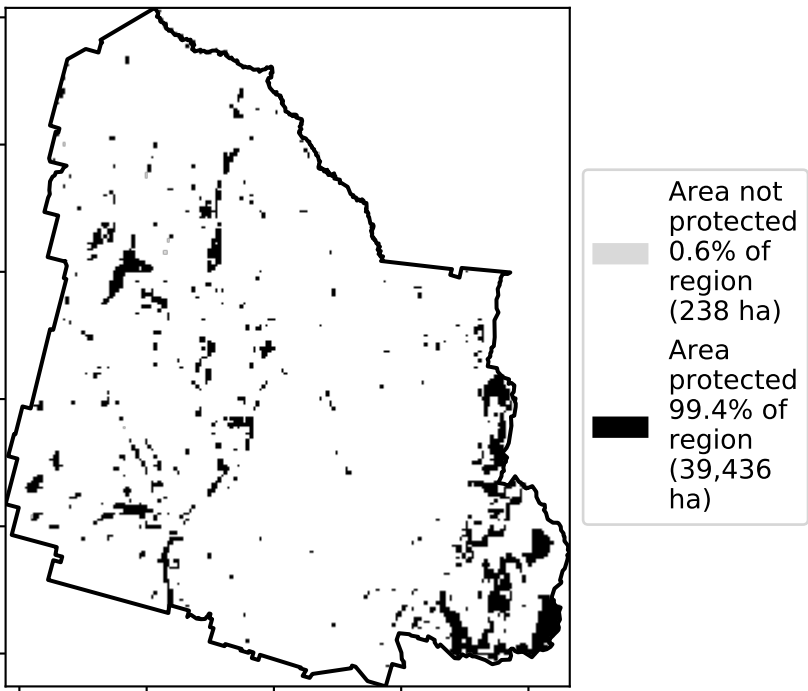 Area not
protected
0.6% of
region
(238 ha)
Area
protected
99.4% of
region
(39,436
ha)